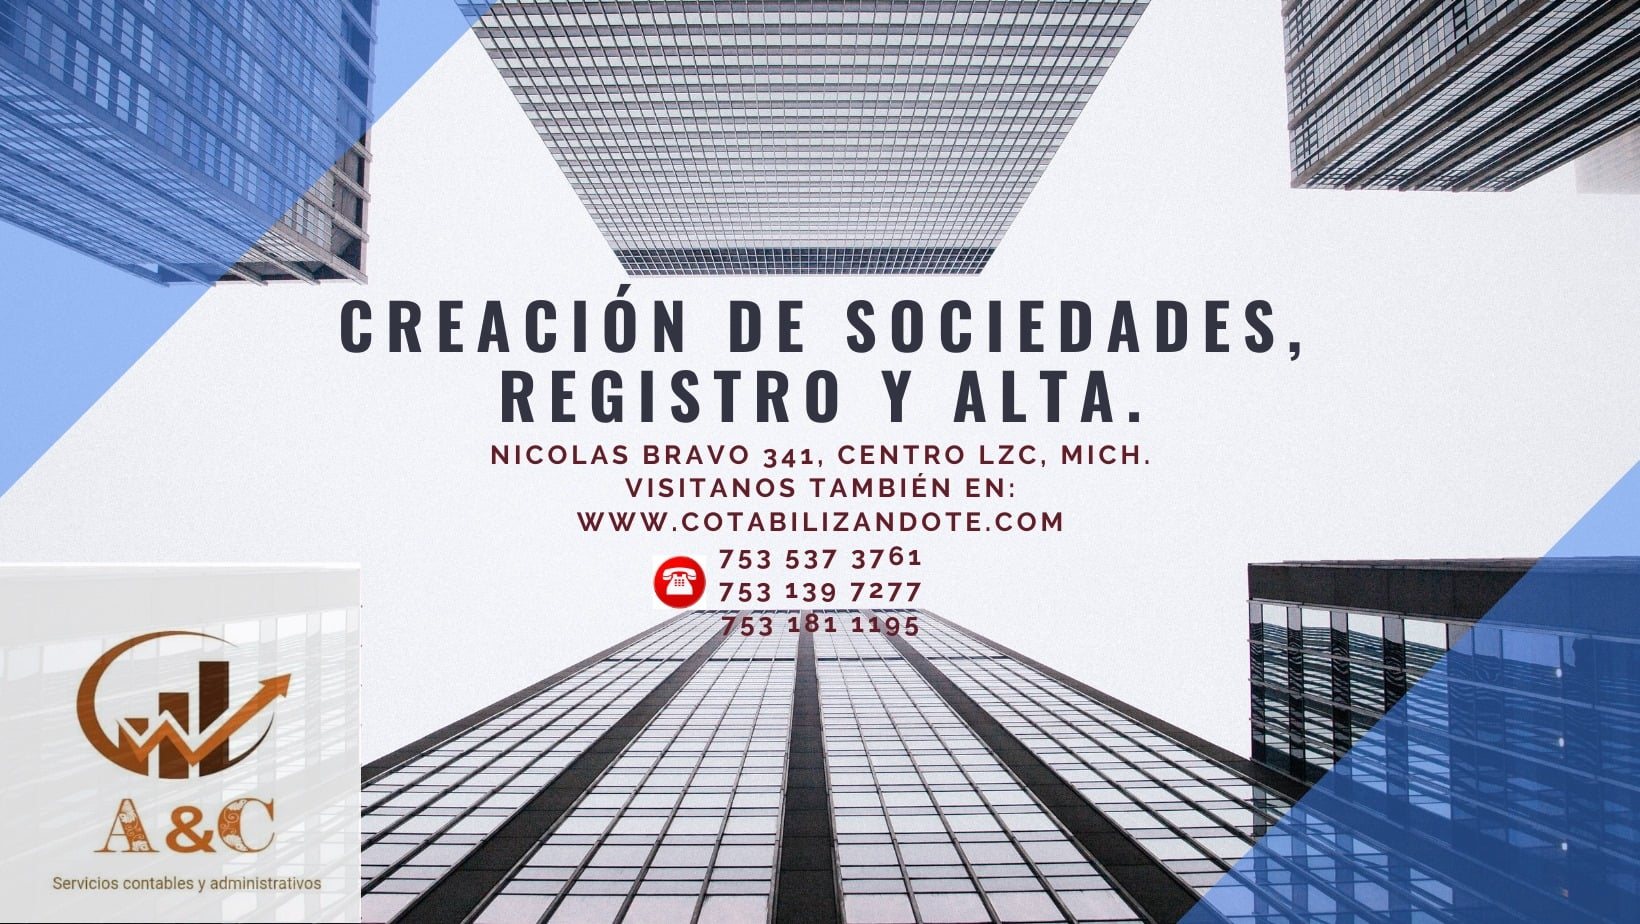 CREACIÓN DE SOCIEDADES,
REGISTRO Y ALTA.
NICOLAS BRAVO 341, CENTRO LZC, MICH.
VISITANOS TAMBIÉN EN:
WWW.COTABILIZANDOTE.COM
753 537 3761
753 139 7277
753 181 1195
A&C
Servicios contables y administrativos